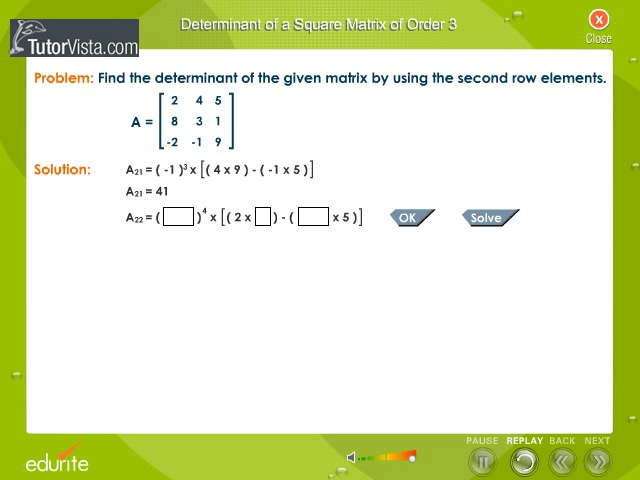 Determinant of a Square Matrix of Order 3
X
Close
TutorVista.com
Problem: Find the determinant of the given matrix by using the second row elements.
2 4 5
A = 8 3 1
-2 -1 9
Solution: A₂₁ = ( -1 )³ x [ ( 4 x 9 ) - ( -1 x 5 ) ]
A₂₁ = 41
A₂₂ = ( )⁴ x [ ( 2 x ) - ( x 5 ) ] OK Solve
PAUSE REPLAY BACK NEXT
edurite